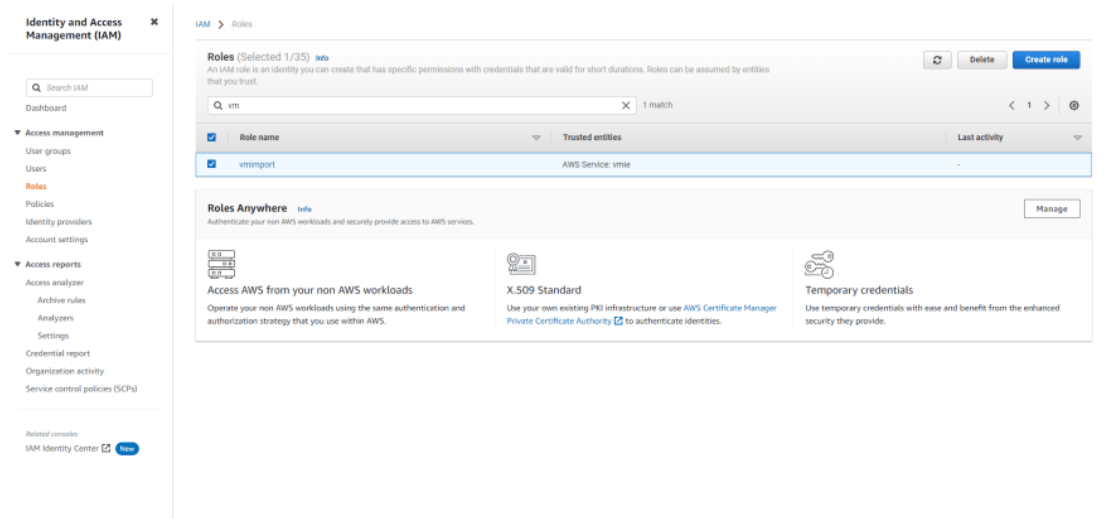 Identity and Access
Management (IAM)
Search IAM
Dashboard
Access management
User groups
Users
Roles
Policies
Identity providers
Account settings
Access reports
Access analyzer
Archive rules
Analyzers
Settings
Credential report
Organization activity
Service control policies (SCPs)
Related consoles
IAM Identity Center New
IAM > Roles
Roles (Selected 1/35) Info
An IAM role is an identity you can create that has specific permissions with credentials that are valid for short durations. Roles can be assumed by entities
that you trust.
Delete
Create role
vm
1 match
1
Role name Trusted entities Last activity
vmimport AWS Service: vmie -
Roles Anywhere Info
Authenticate your non AWS workloads and securely provide access to AWS services.
Manage
Access AWS from your non AWS workloads
Operate your non AWS workloads using the same authentication and
authorization strategy that you use within AWS.
X.509 Standard
Use your own existing PKI infrastructure or use AWS Certificate Manager
Private Certificate Authority to authenticate identities.
Temporary credentials
Use temporary credentials with ease and benefit from the enhanced
security they provide.